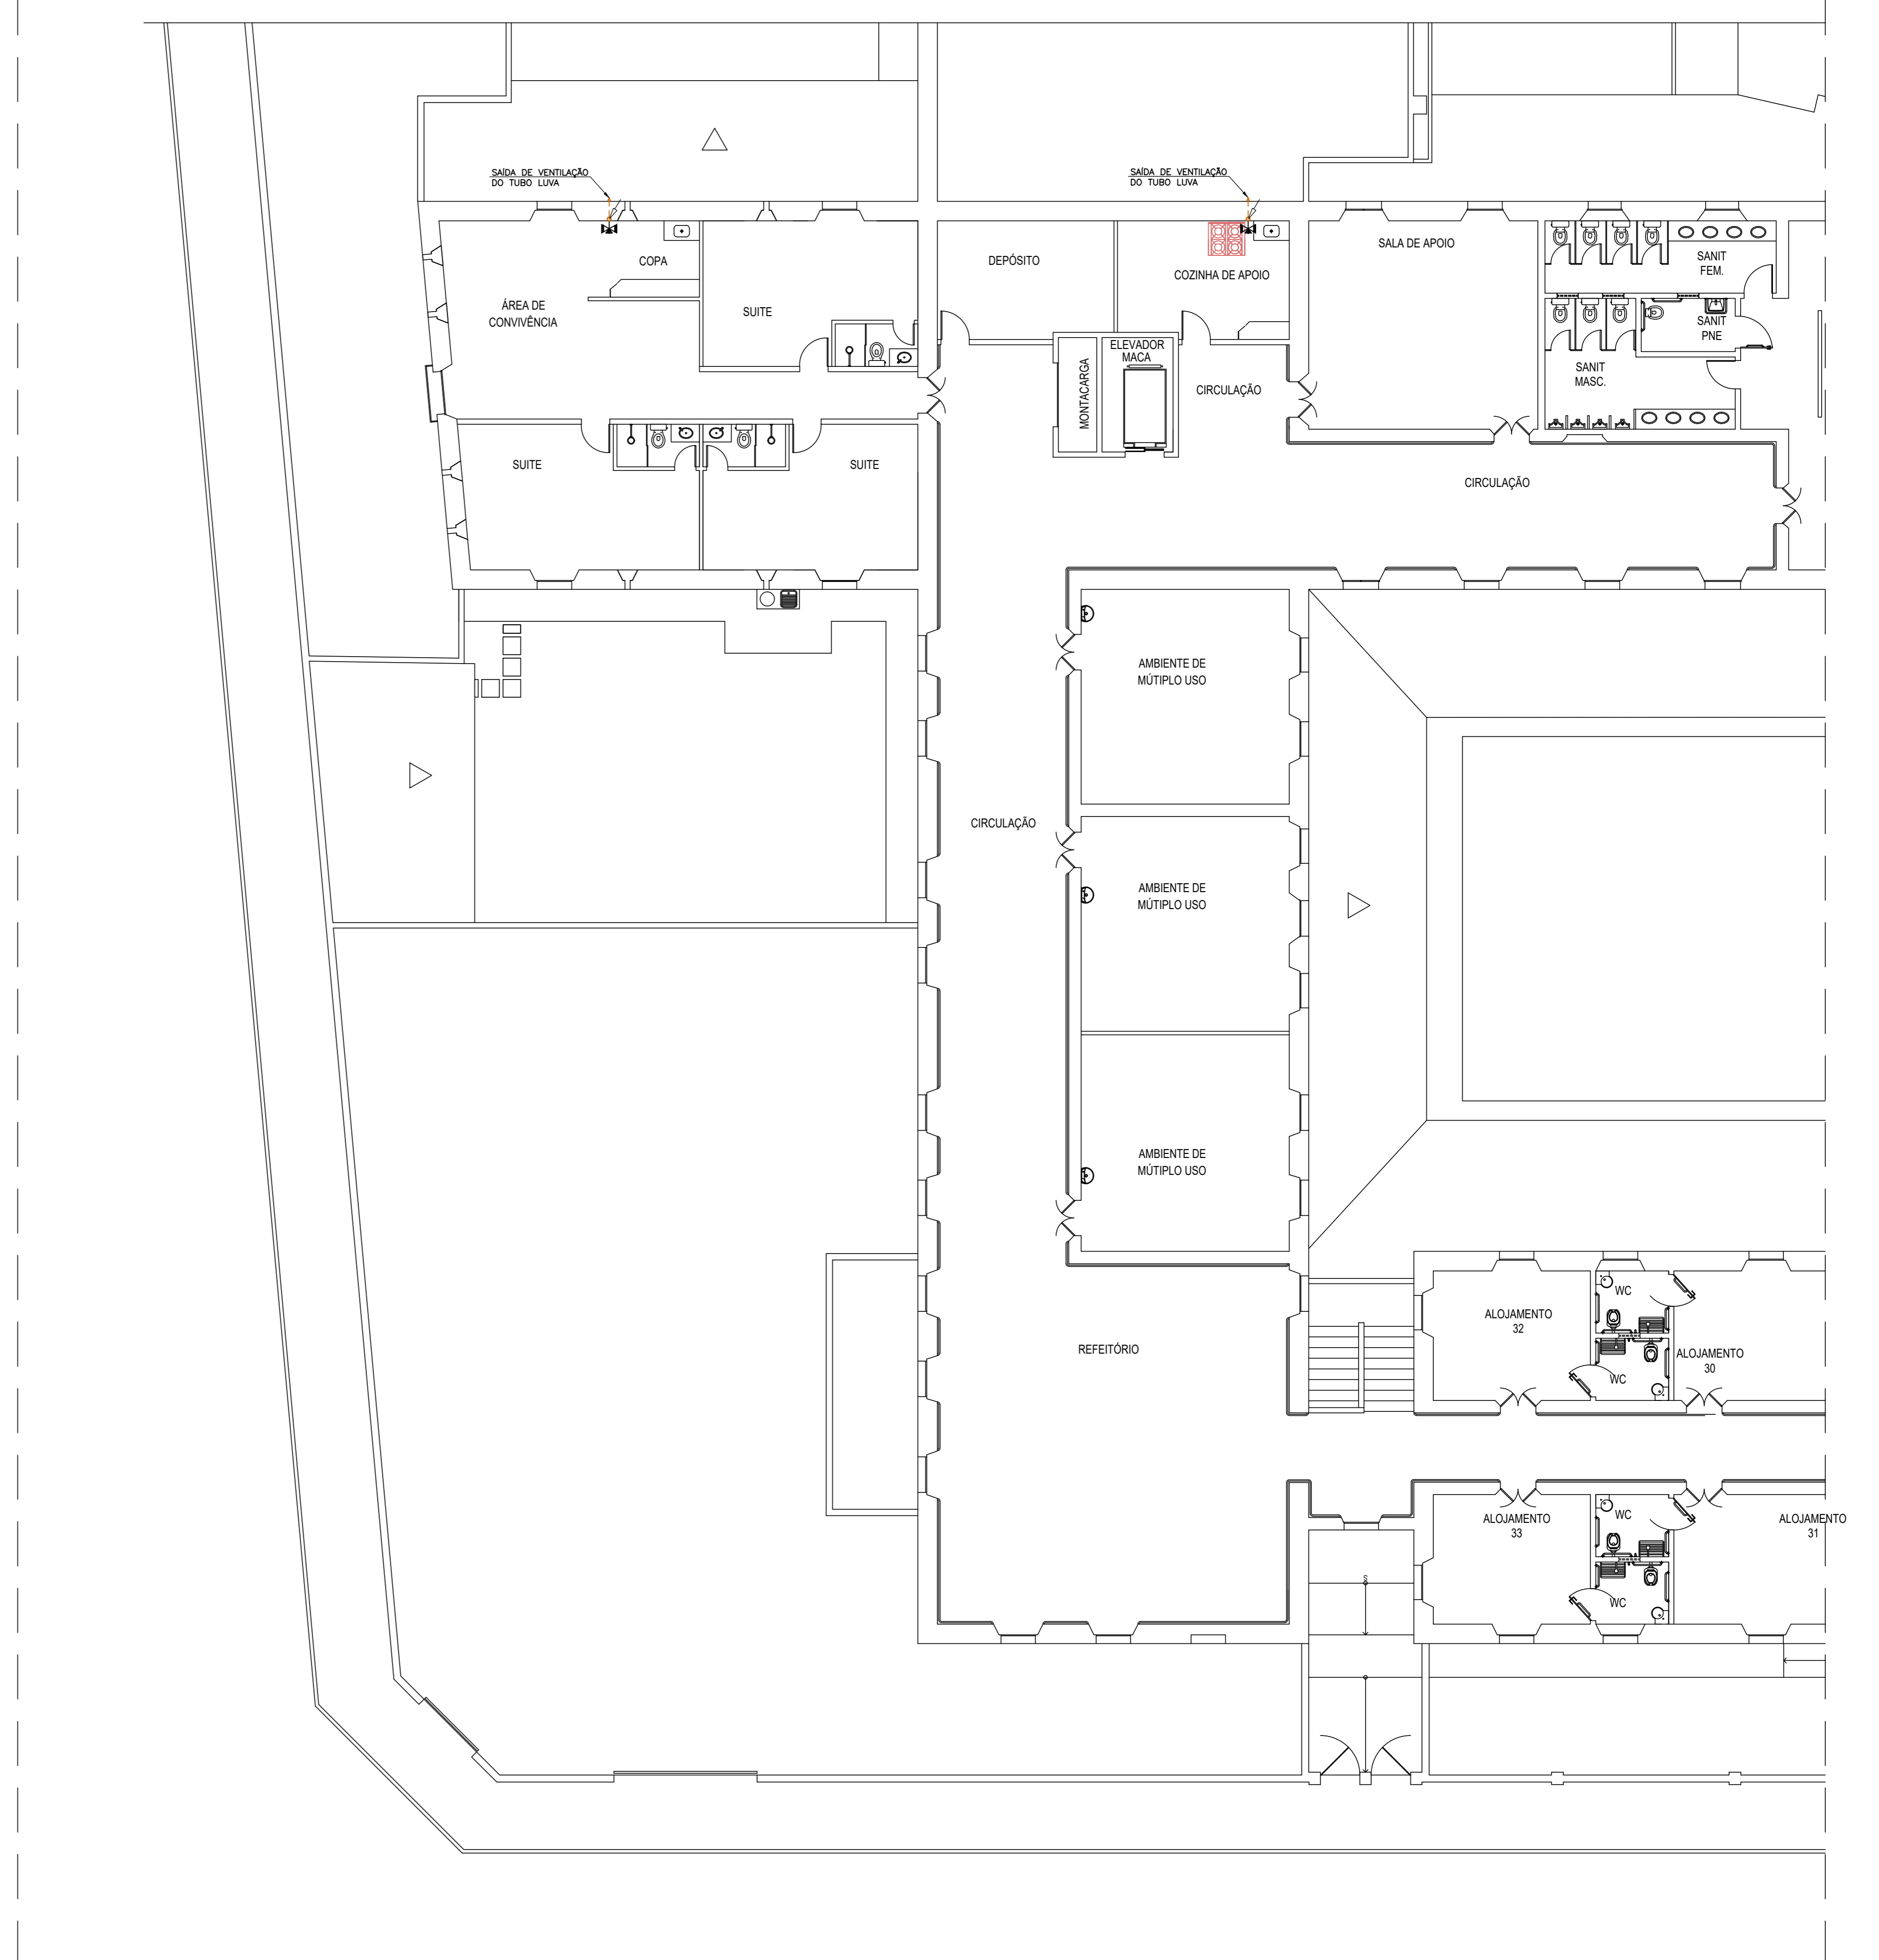 SAÍDA DE VENTILAÇÃO
DO TUBO LUVA
SAÍDA DE VENTILAÇÃO
DO TUBO LUVA
COPA
ÁREA DE
CONVIVÊNCIA
SUITE
DEPÓSITO
COZINHA DE APOIO
SALA DE APOIO
SANIT
FEM.
SANIT
PNE
SANIT
MASC.
MONTACARGA
ELEVADOR
MACA
CIRCULAÇÃO
SUITE
SUITE
CIRCULAÇÃO
AMBIENTE DE
MÚTIPLO USO
CIRCULAÇÃO
AMBIENTE DE
MÚTIPLO USO
AMBIENTE DE
MÚTIPLO USO
REFEITÓRIO
ALOJAMENTO
32
WC
WC
ALOJAMENTO
30
ALOJAMENTO
33
WC
WC
ALOJAMENTO
31
S